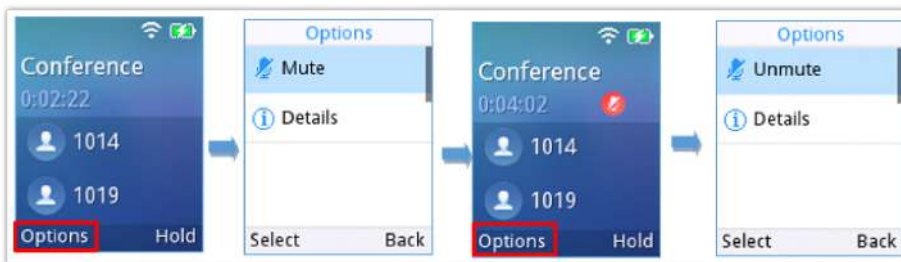 Conference
0:02:22
1014
1019
Options Hold
Options
Mute
Details
Select Back
Conference
0:04:02
1014
1019
Options Hold
Options
Unmute
Details
Select Back